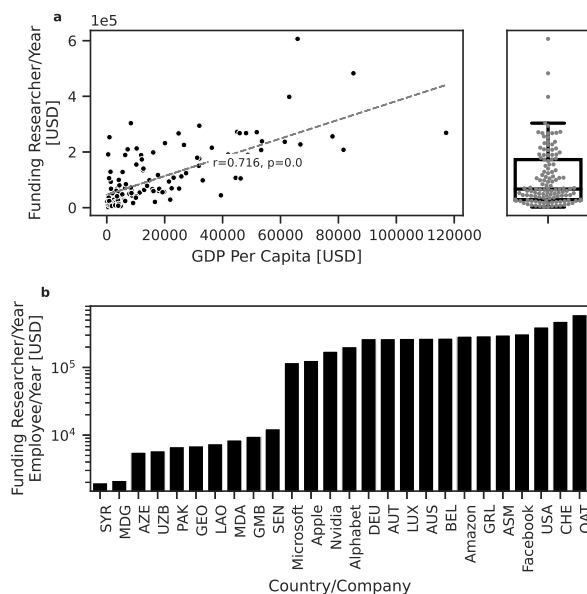 a
1e5
6
4
2
0
Funding Researcher/Year
[USD]
r=0.716, p=0.0
0 20000 40000 60000 80000 100000 120000
GDP Per Capita [USD]
b
10^5
10^4
Funding Researcher/Year
Employee/Year [USD]
SYR MDG AZE UZB PAK GEO LAO MDA GMB SEN Microsoft Apple Nvidia Alphabet DEU AUT LUX AUS BEL Amazon GRL ASM Facebook USA CHE QAT
Country/Company